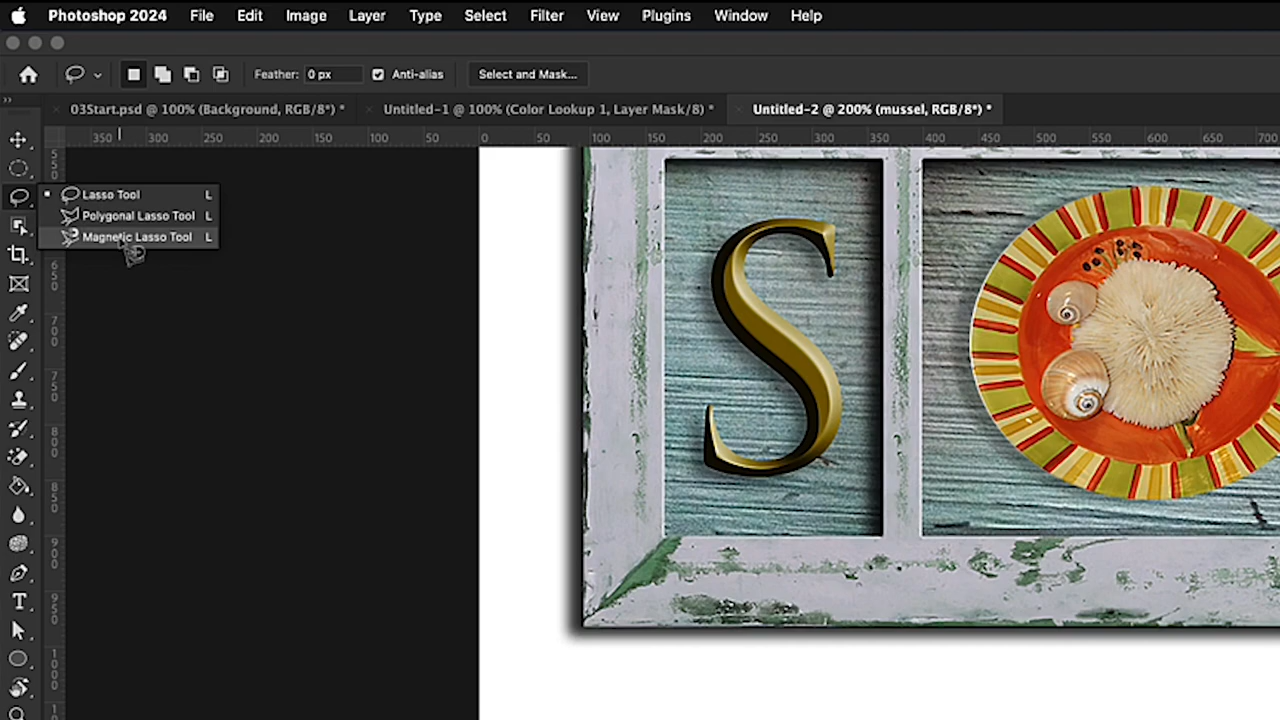 Photoshop 2024 File Edit Image Layer Type Select Filter View Plugins Window Help
Feather: 0 px Anti-alias Select and Mask...
03Start.psd @ 100% (Background, RGB/8*) * Untitled-1 @ 100% (Color Lookup 1, Layer Mask/8) * Untitled-2 @ 200% (mussel, RGB/8*) *
350 300 250 200 150 100 50 0 50 100 150 200 250 300 350 400 450 500 550 600 650 700
Lasso Tool L
Polygonal Lasso Tool L
Magnetic Lasso Tool L
650
700
750
800
850
900
950
1000
S